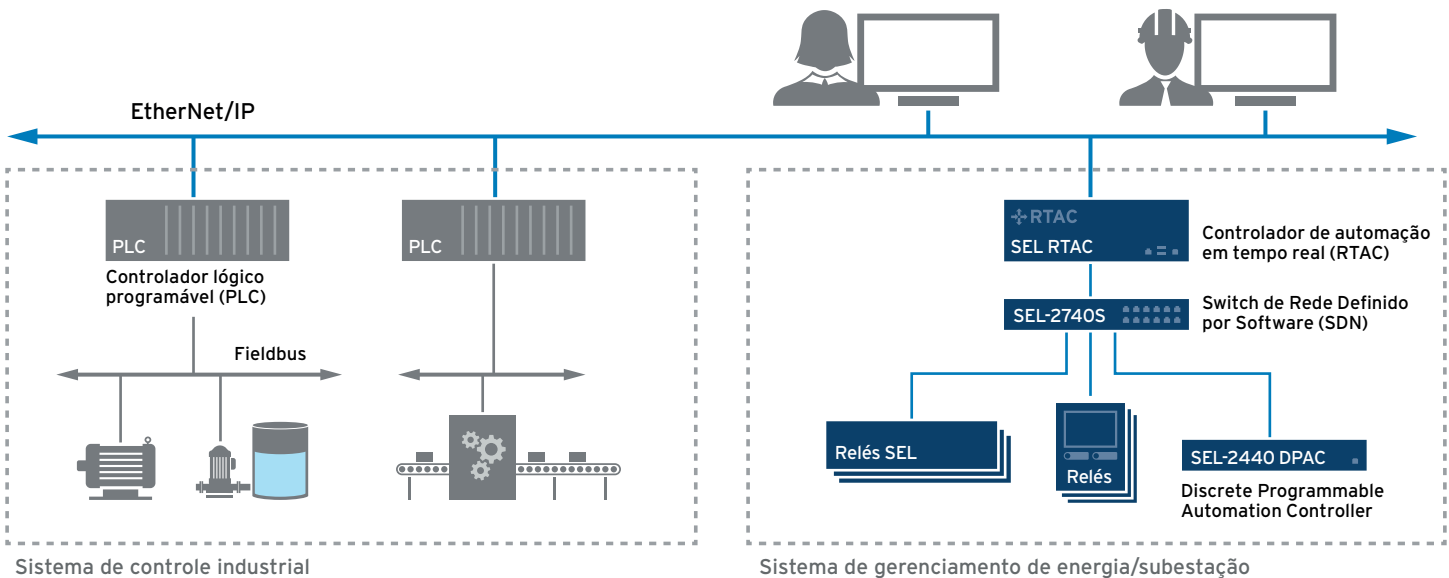 EtherNet/IP
PLC
Controlador lógico
programável (PLC)
Fieldbus
PLC
Sistema de controle industrial
RTAC
SEL RTAC
Controlador de automação
em tempo real (RTAC)
SEL-2740S
Switch de Rede Definido
por Software (SDN)
Relés SEL
Relés
SEL-2440 DPAC
Discrete Programmable
Automation Controller
Sistema de gerenciamento de energia/subestação